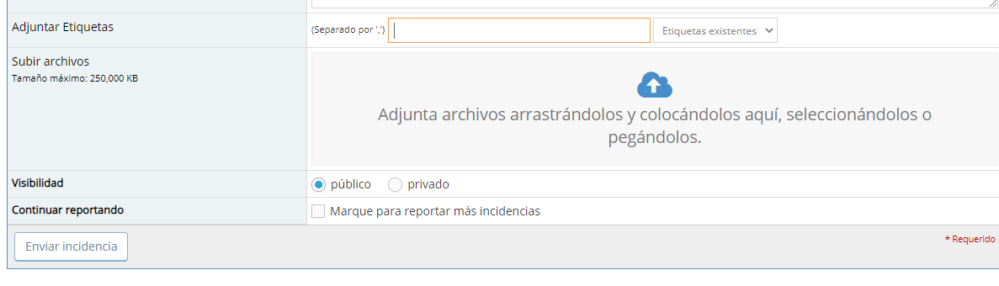 Adjuntar Etiquetas
(Separado por ',')
Etiquetas existentes
Subir archivos
Tamaño máximo: 250,000 KB
Adjunta archivos arrastrándolos y colocándolos aquí, seleccionándolos o
pegándolos.
Visibilidad
público
privado
Continuar reportando
Marque para reportar más incidencias
Enviar incidencia
* Requerido